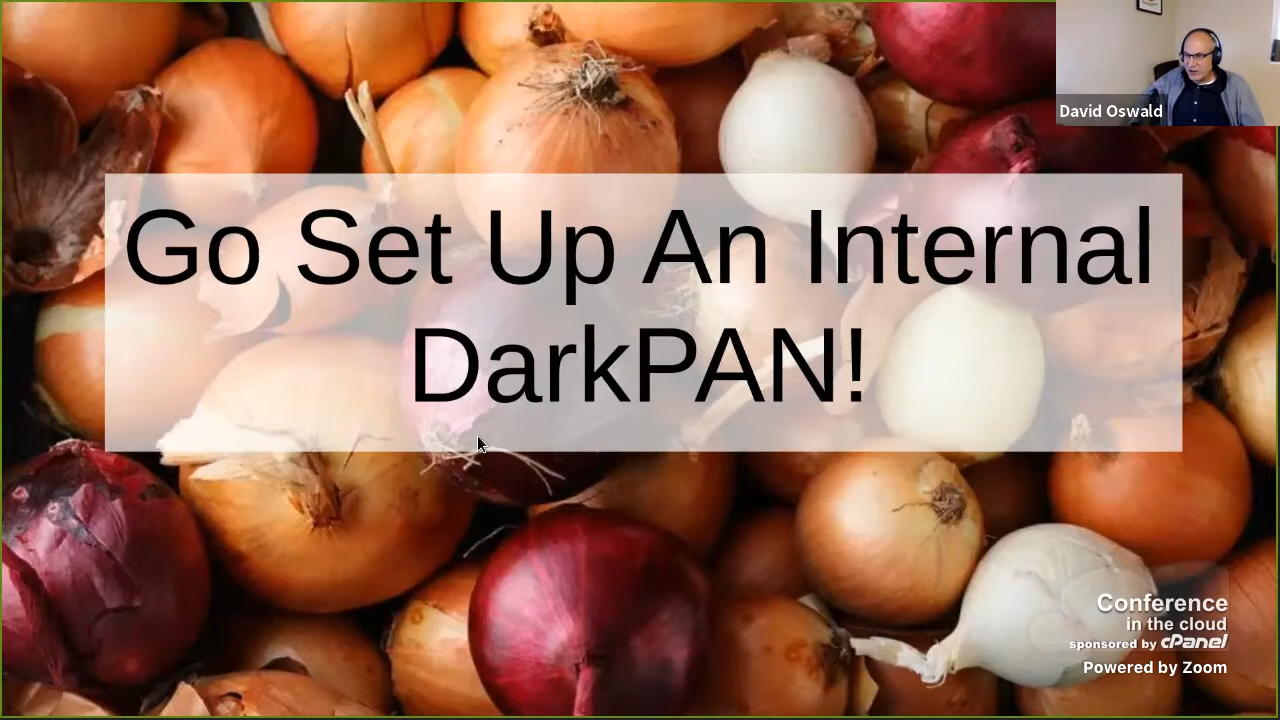 David Oswald
Go Set Up An Internal
DarkPAN!
Conference
in the cloud
sponsored by cPanel
Powered by Zoom